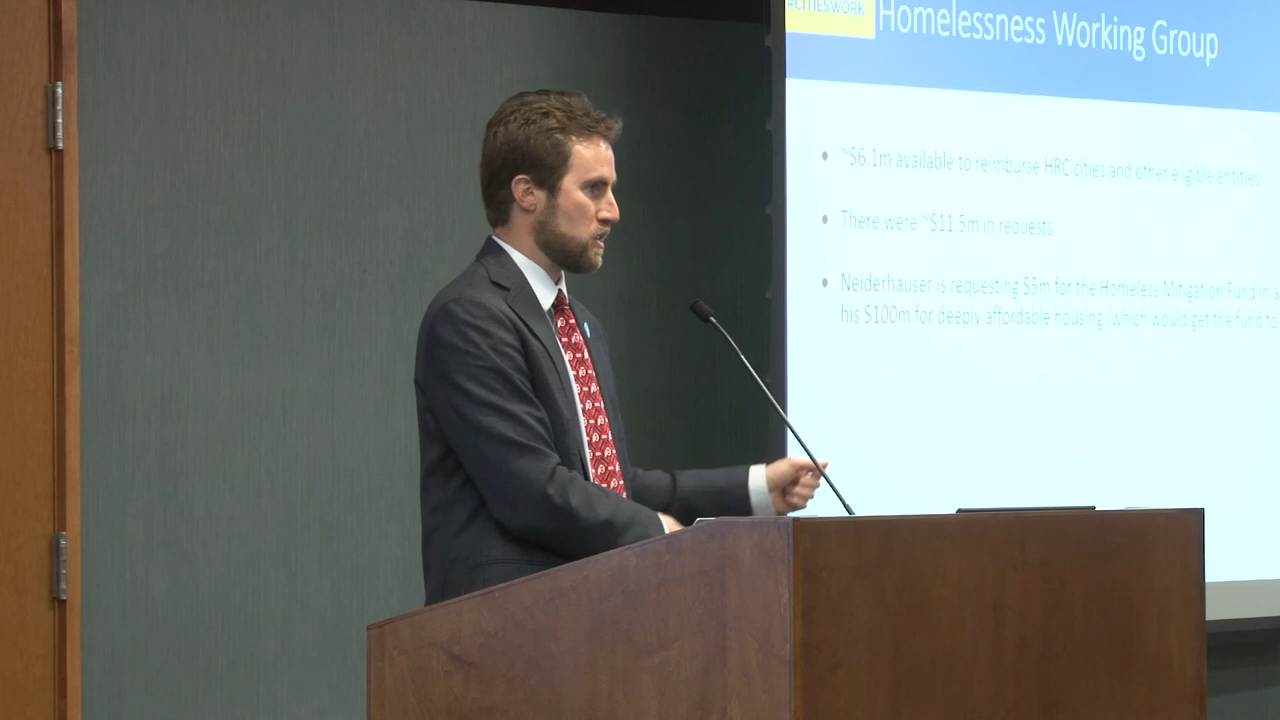 #CITIESWORK
Homelessness Working Group
• ~$6.1m available to reimburse HRC cities and other eligible entities
• There were ~$11.5m in requests
• Neiderhauser is requesting $5m for the Homeless Mitigation Fund in a
his $100m for deeply affordable housing (which would get the fund to